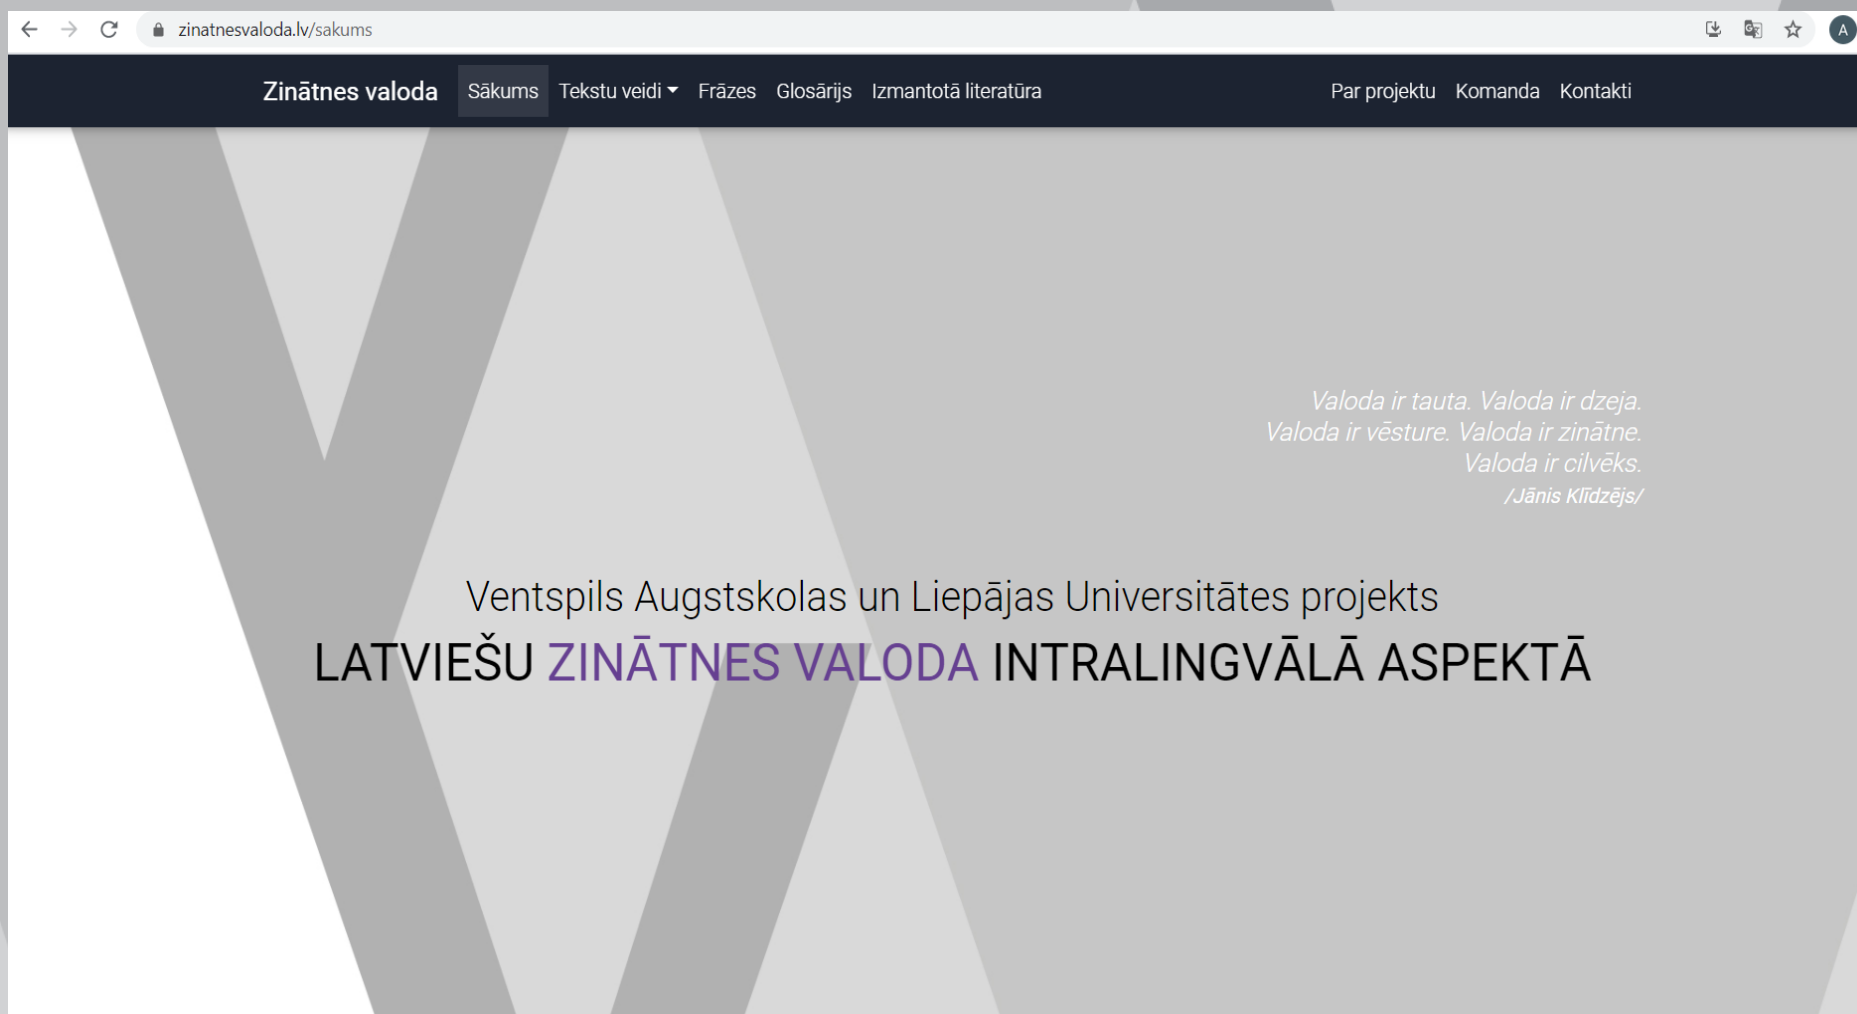 zinatnesvaloda.lv/sakums
A
Zinātnes valoda Sākums Tekstu veidi Frāzes Glosārijs Izmantotā literatūra Par projektu Komanda Kontakti
Valoda ir tauta. Valoda ir dzeja.
Valoda ir vēsture. Valoda ir zinātne.
Valoda ir cilvēks.
/Jānis Klīdzējs/
Ventspils Augstskolas un Liepājas Universitātes projekts
LATVIEŠU ZINĀTNES VALODA INTRALINGVĀLĀ ASPEKTĀ